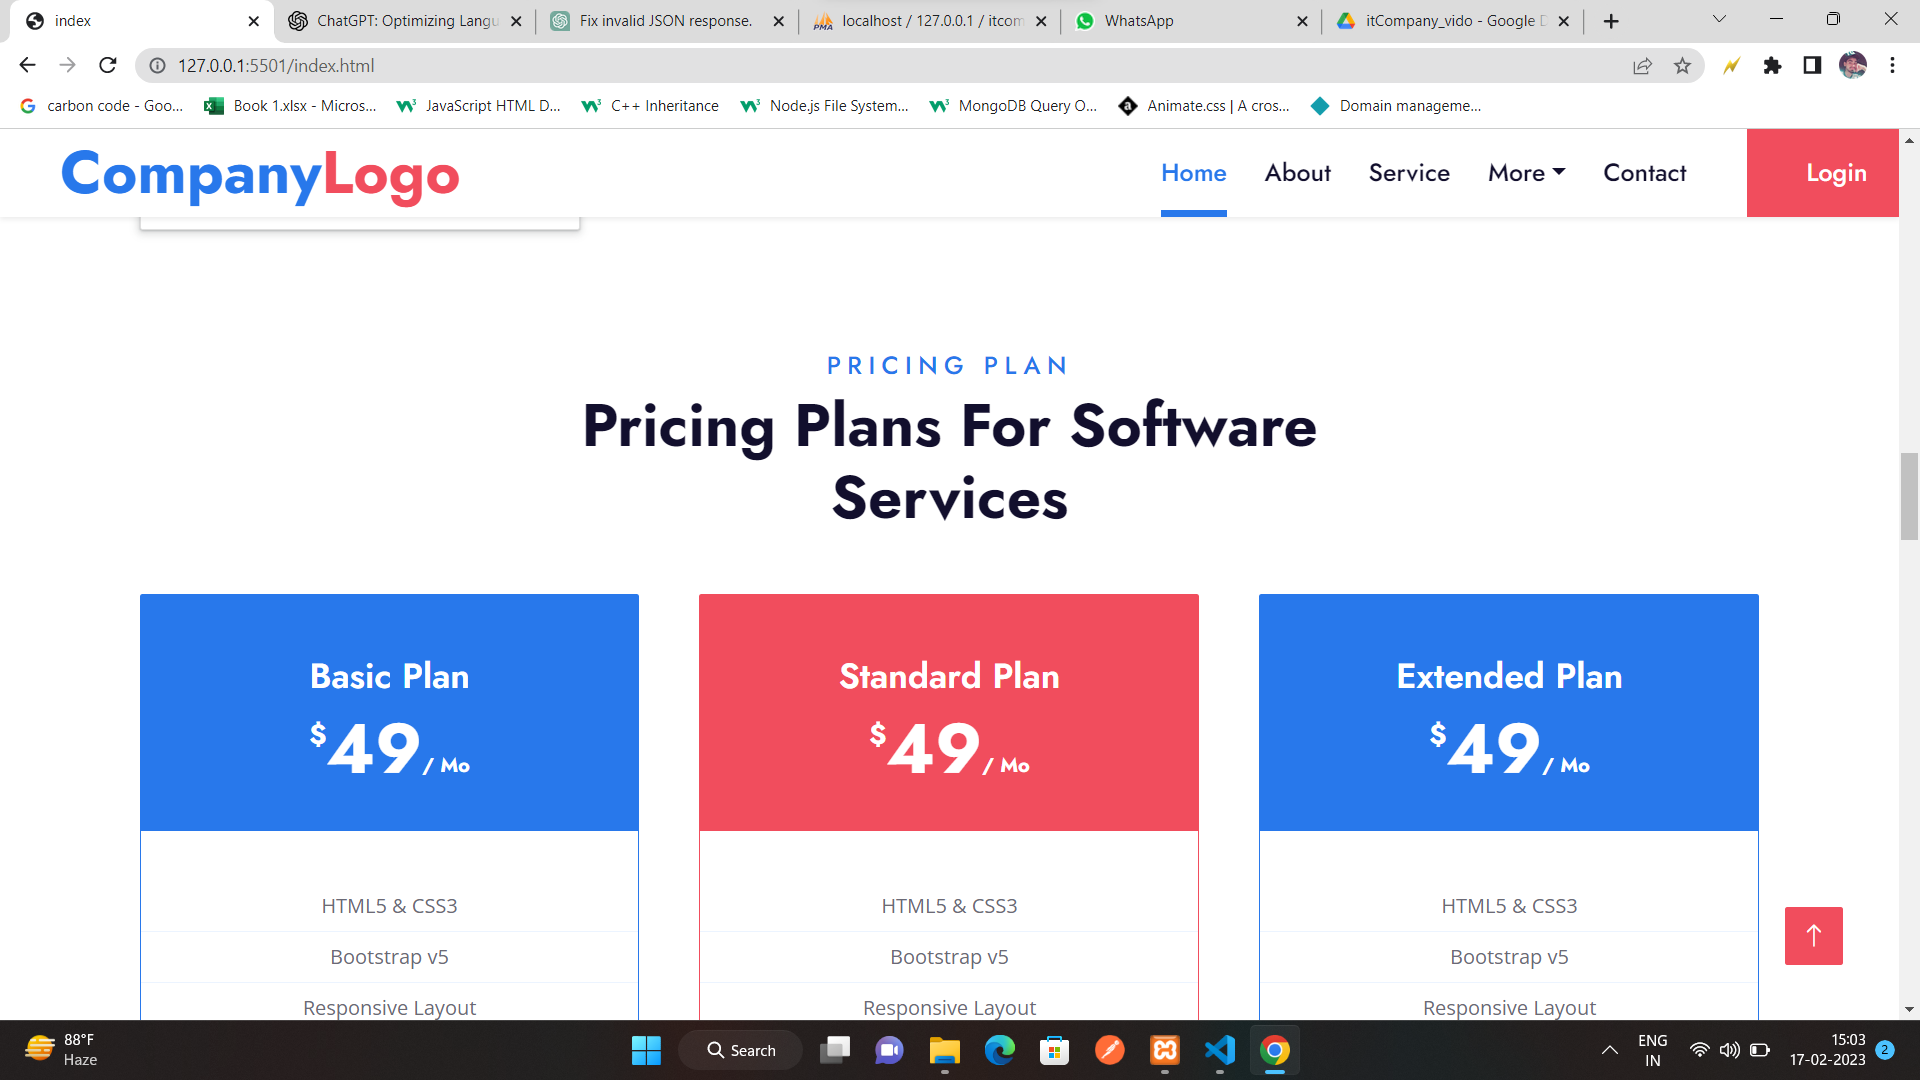 index
ChatGPT: Optimizing Langu
Fix invalid JSON response.
localhost / 127.0.0.1 / itcom
WhatsApp
itCompany_vido - Google D
127.0.0.1:5501/index.html
carbon code - Goo...
Book 1.xlsx - Micros...
JavaScript HTML D...
C++ Inheritance
Node.js File System...
MongoDB Query O...
Animate.css | A cros...
Domain manageme...
CompanyLogo
Home
About
Service
More
Contact
Login
PRICING PLAN
Pricing Plans For Software
Services
Basic Plan
$49 / Mo
HTML5 & CSS3
Bootstrap v5
Responsive Layout
Standard Plan
$49 / Mo
HTML5 & CSS3
Bootstrap v5
Responsive Layout
Extended Plan
$49 / Mo
HTML5 & CSS3
Bootstrap v5
Responsive Layout
88°F
Haze
Search
ENG
IN
15:03
17-02-2023
2